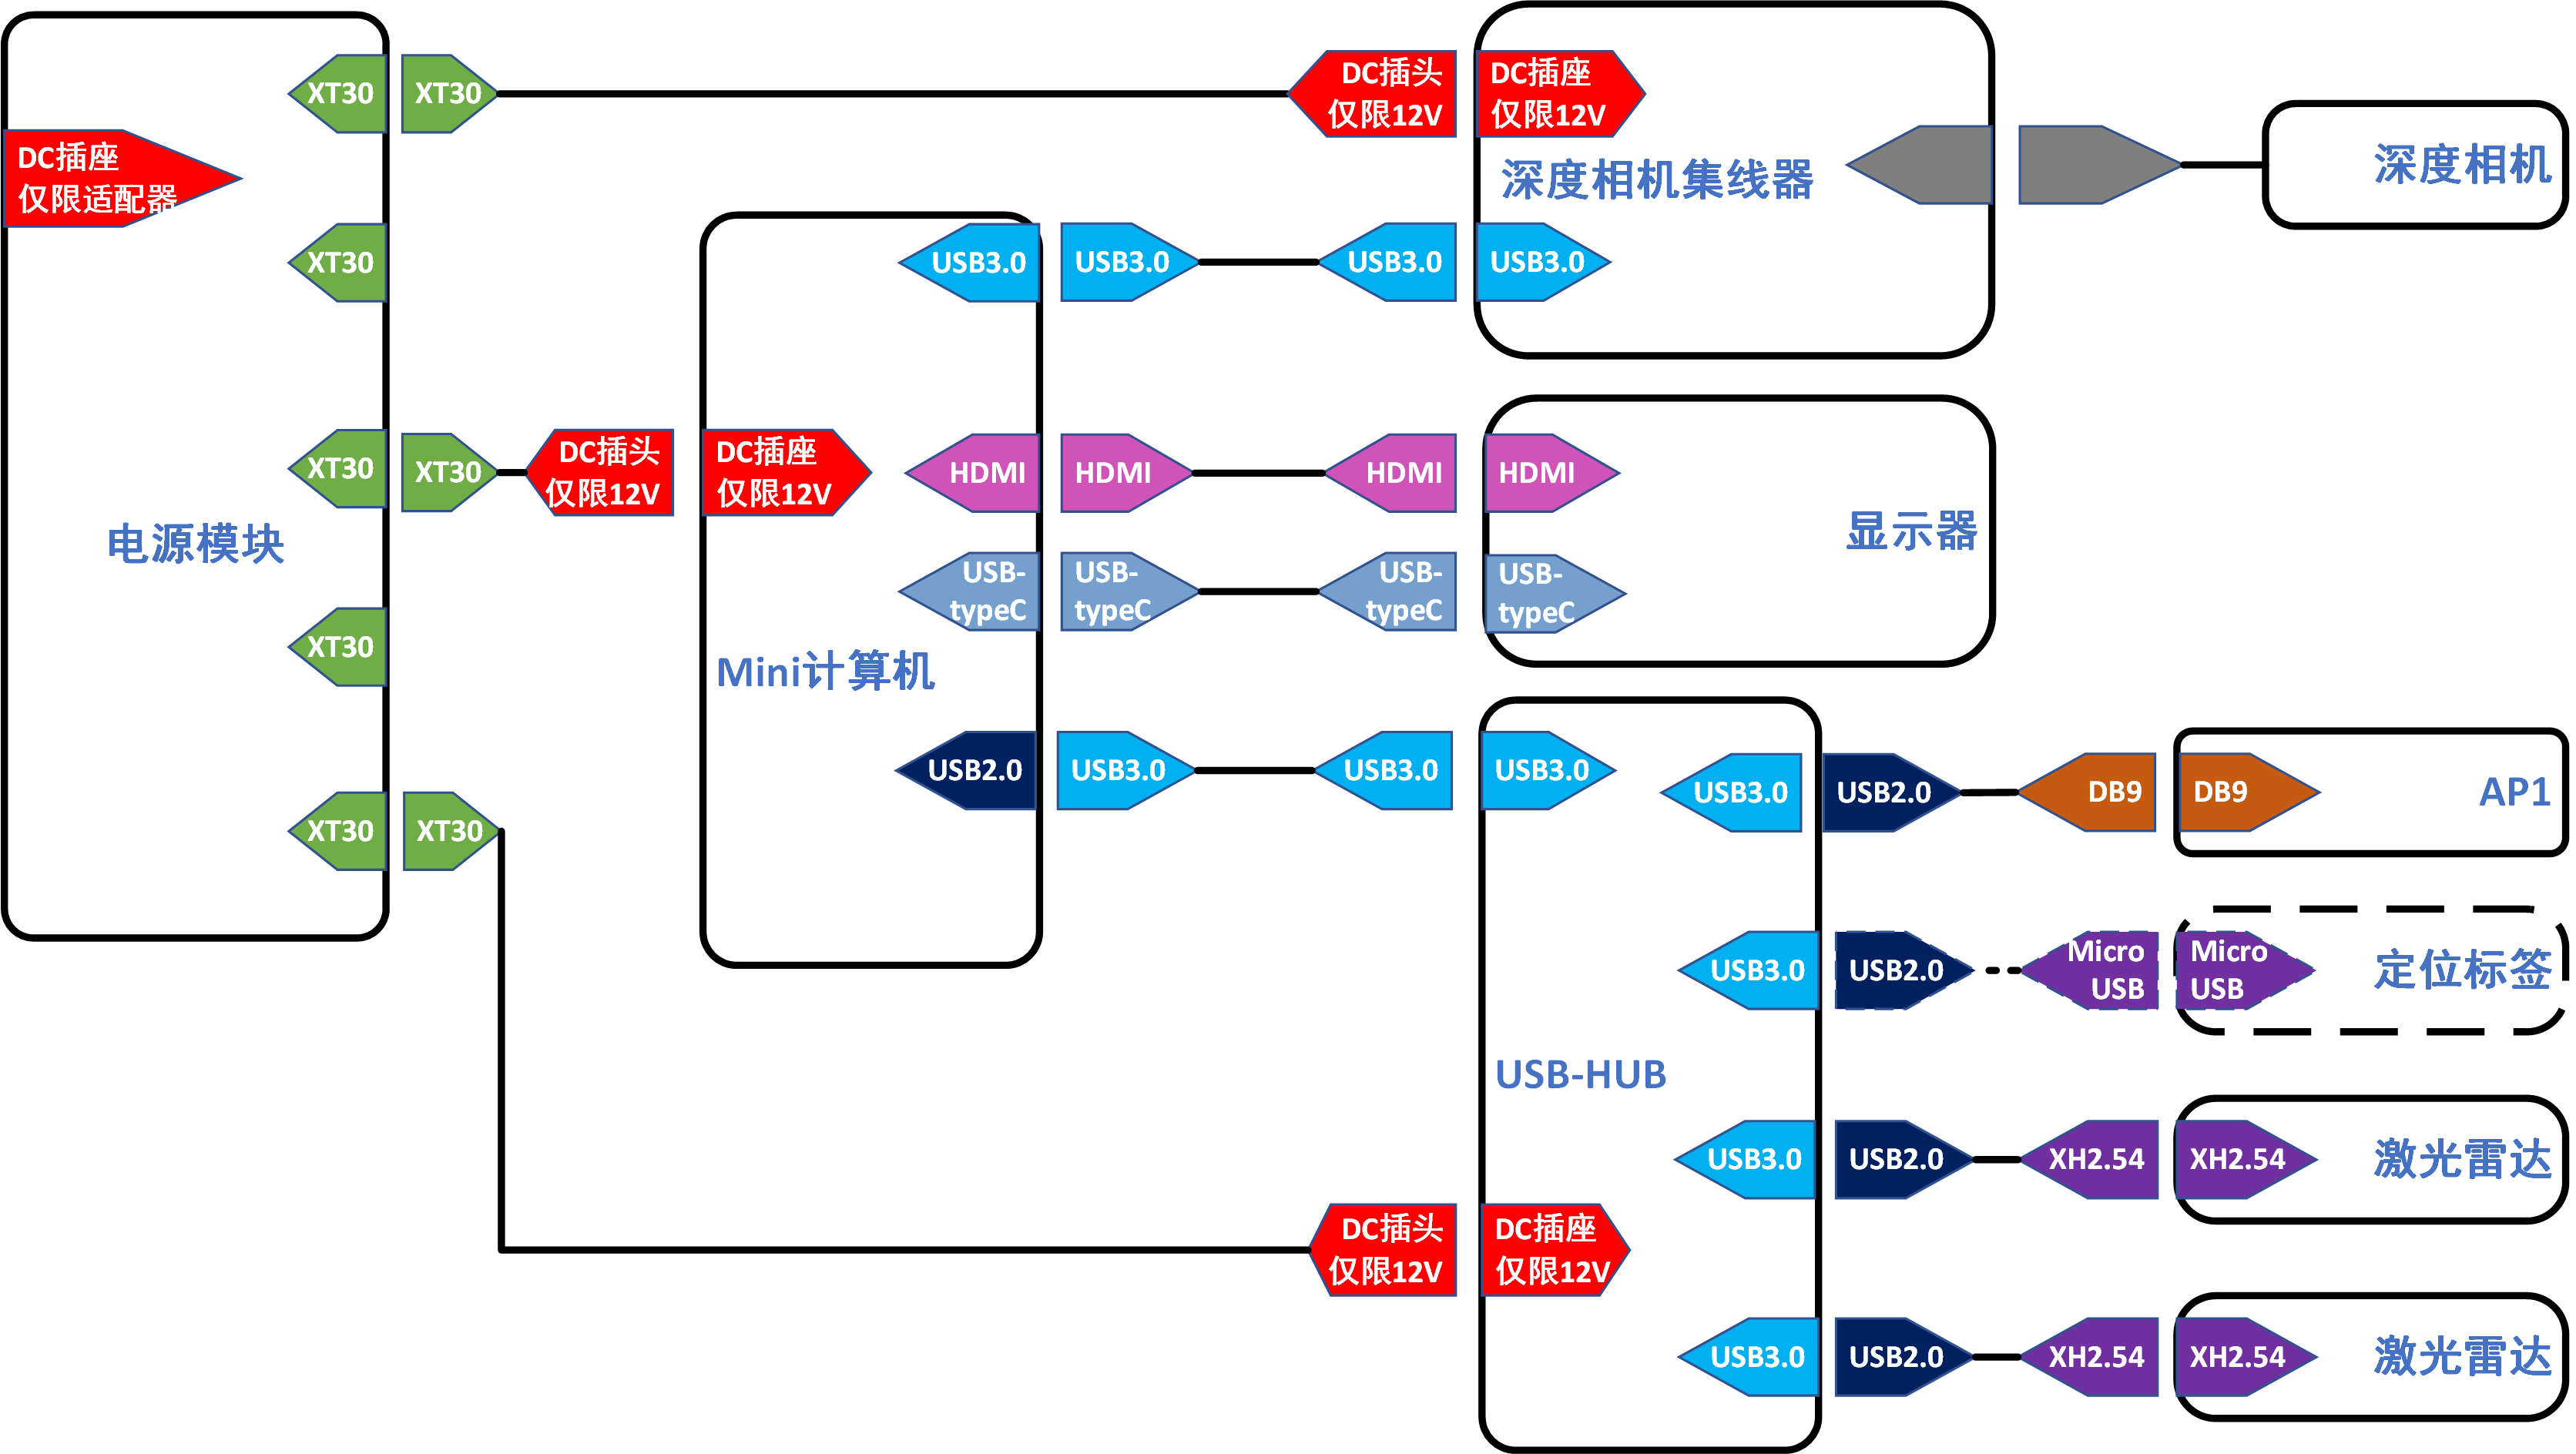 XT30
XT30
DC插头
仅限12V
DC插座
仅限12V
DC插座
仅限适配器
深度相机集线器
深度相机
XT30
USB3.0
USB3.0
USB3.0
USB3.0
XT30
XT30
DC插头
仅限12V
DC插座
仅限12V
HDMI
HDMI
HDMI
HDMI
显示器
电源模块
USB-
typeC
USB-
typeC
USB-
typeC
USB-
typeC
XT30
Mini计算机
USB2.0
USB3.0
USB3.0
USB3.0
USB3.0
USB2.0
DB9
DB9
AP1
XT30
XT30
USB3.0
USB2.0
Micro
USB
Micro
USB
定位标签
USB-HUB
USB3.0
USB2.0
XH2.54
XH2.54
激光雷达
DC插头
仅限12V
DC插座
仅限12V
USB3.0
USB2.0
XH2.54
XH2.54
激光雷达